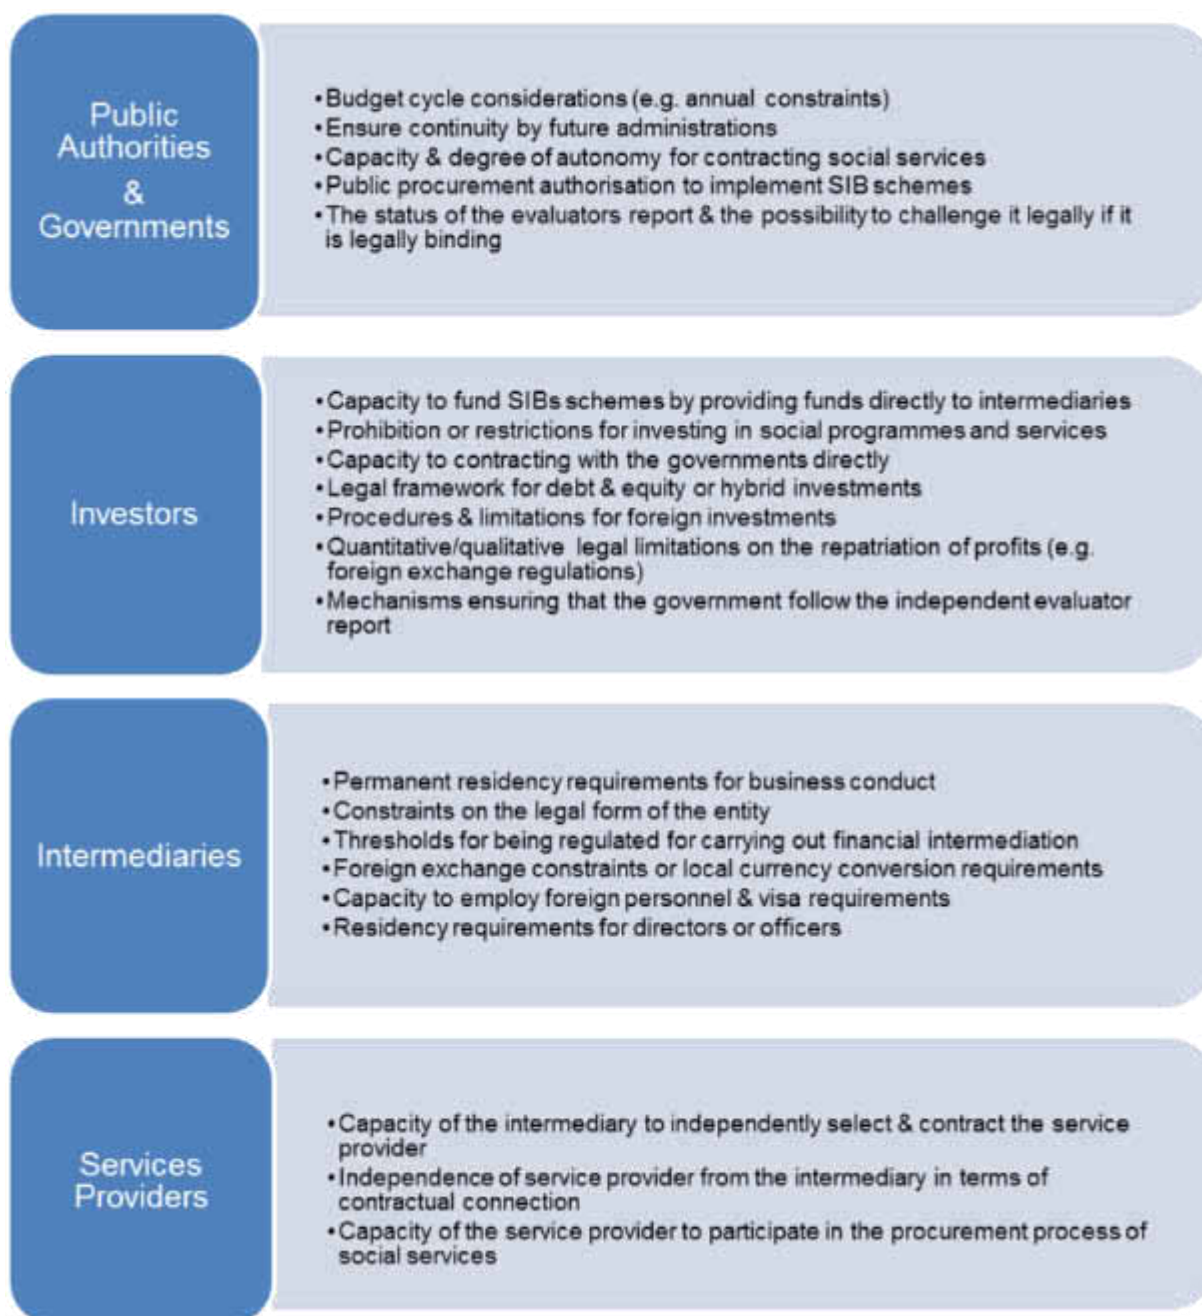 Public
Authorities
&
Governments
•Budget cycle considerations (e.g. annual constraints)
•Ensure continuity by future administrations
•Capacity & degree of autonomy for contracting social services
•Public procurement authorisation to implement SIB schemes
•The status of the evaluators report & the possibility to challenge it legally if it
is legally binding
Investors
•Capacity to fund SIBs schemes by providing funds directly to intermediaries
•Prohibition or restrictions for investing in social programmes and services
•Capacity to contracting with the governments directly
•Legal framework for debt & equity or hybrid investments
•Procedures & limitations for foreign investments
•Quantitative/qualitative legal limitations on the repatriation of profits (e.g.
foreign exchange regulations)
•Mechanisms ensuring that the government follow the independent evaluator
report
Intermediaries
•Permanent residency requirements for business conduct
•Constraints on the legal form of the entity
•Thresholds for being regulated for carrying out financial intermediation
•Foreign exchange constraints or local currency conversion requirements
•Capacity to employ foreign personnel & visa requirements
•Residency requirements for directors or officers
Services
Providers
•Capacity of the intermediary to independently select & contract the service
provider
•Independence of service provider from the intermediary in terms of
contractual connection
•Capacity of the service provider to participate in the procurement process of
social services